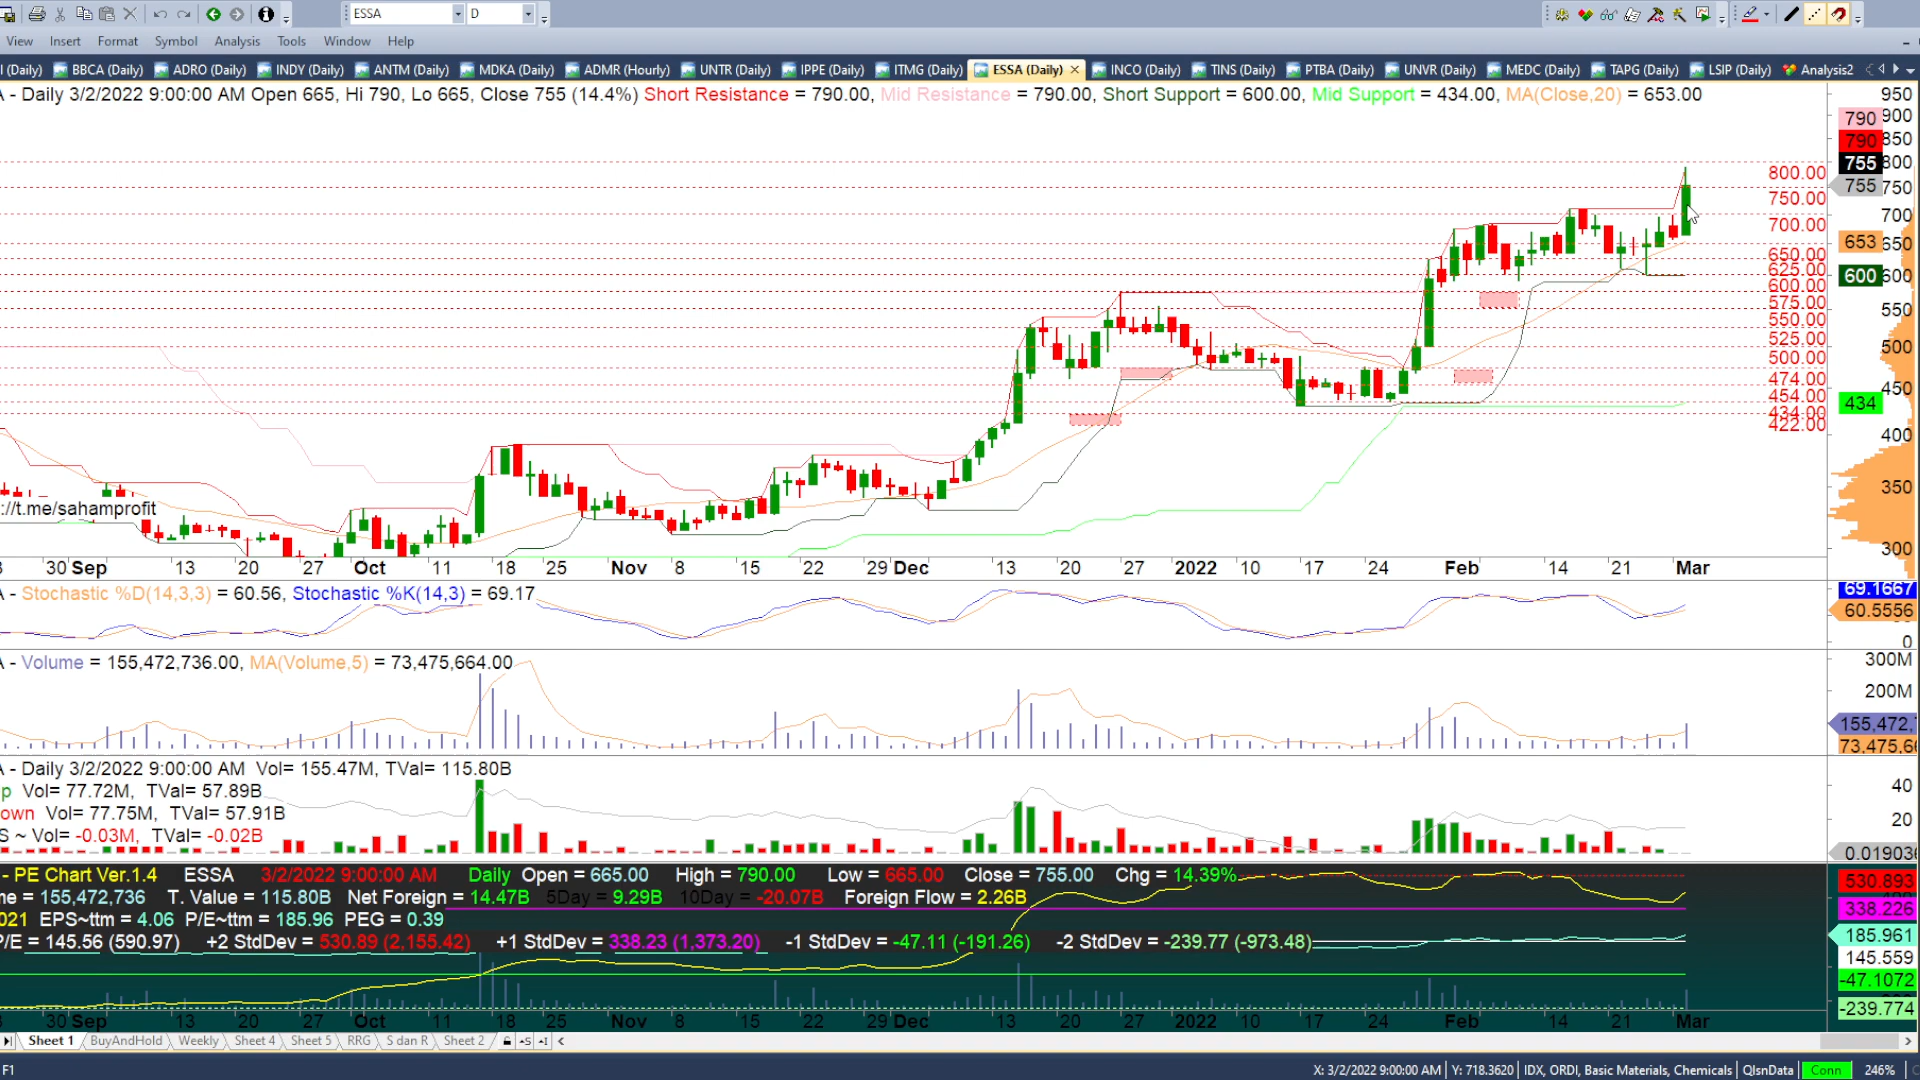 ESSA D
View Insert Format Symbol Analysis Tools Window Help
I (Daily) BBCA (Daily) ADRO (Daily) INDY (Daily) ANTM (Daily) MDKA (Daily) ADMR (Hourly) UNTR (Daily) IPPE (Daily) ITMG (Daily) ESSA (Daily) INCO (Daily) TINS (Daily) PTBA (Daily) UNVR (Daily) MEDC (Daily) TAPG (Daily) LSIP (Daily) Analysis2
A - Daily 3/2/2022 9:00:00 AM Open 665, Hi 790, Lo 665, Close 755 (14.4%) Short Resistance = 790.00, Mid Resistance = 790.00, Short Support = 600.00, Mid Support = 434.00, MA(Close,20) = 653.00
950
790 900
790 850
755 800
800.00
755 750
750.00
700
700.00
653 650
650.00
625.00
600 600
600.00
575.00
550
550.00
525.00
500
500.00
474.00
450
454.00
434
434.00
422.00
400
350
://t.me/sahamprofit
300
30 Sep 13 20 27 Oct 11 18 25 Nov 8 15 22 29 Dec 13 20 27 2022 10 17 24 Feb 14 21 Mar
A - Stochastic %D(14,3,3) = 60.56, Stochastic %K(14,3) = 69.17
69.1667
60.5556
0
A - Volume = 155,472,736.00, MA(Volume,5) = 73,475,664.00
300M
200M
155,472,
73,475,66
A - Daily 3/2/2022 9:00:00 AM Vol= 155.47M, TVal= 115.80B
p Vol= 77.72M, TVal= 57.89B
own Vol= 77.75M, TVal= 57.91B
S ~ Vol= -0.03M, TVal= -0.02B
40
20
0.019036
- PE Chart Ver.1.4 ESSA 3/2/2022 9:00:00 AM Daily Open = 665.00 High = 790.00 Low = 665.00 Close = 755.00 Chg = 14.39%
me = 155,472,736 T. Value = 115.80B Net Foreign = 14.47B 5Day = 9.29B 10Day = -20.07B Foreign Flow = 2.26B
021 EPS~ttm = 4.06 P/E~ttm = 185.96 PEG = 0.39
P/E = 145.56 (590.97) +2 StdDev = 530.89 (2,155.42) +1 StdDev = 338.23 (1,373.20) -1 StdDev = -47.11 (-191.26) -2 StdDev = -239.77 (-973.48)
530.893
338.226
185.961
145.559
-47.1072
-239.774
30 Sep 13 20 27 Oct 11 18 25 Nov 8 15 22 29 Dec 13 20 27 2022 10 17 24 Feb 14 21 Mar
Sheet 1 BuyAndHold Weekly Sheet 4 Sheet 5 RRG S dan R Sheet 2
F1 X: 3/2/2022 9:00:00 AM Y: 718.3620 IDX, ORDI, Basic Materials, Chemicals QlsnData Conn 246%